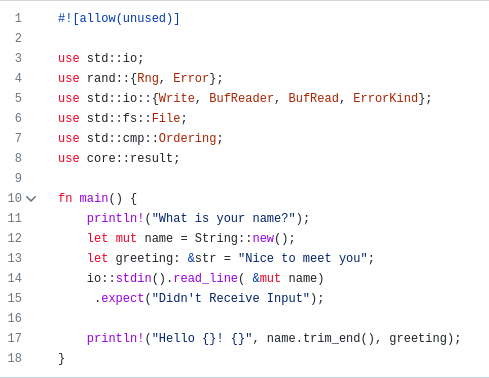 1 #![allow(unused)]
2
3 use std::io;
4 use rand::{Rng, Error};
5 use std::io::{Write, BufReader, BufRead, ErrorKind};
6 use std::fs::File;
7 use std::cmp::Ordering;
8 use core::result;
9
10 fn main() {
11     println!("What is your name?");
12     let mut name = String::new();
13     let greeting: &str = "Nice to meet you";
14     io::stdin().read_line( &mut name)
15      .expect("Didn't Receive Input");
16
17     println!("Hello {}! {}", name.trim_end(), greeting);
18 }